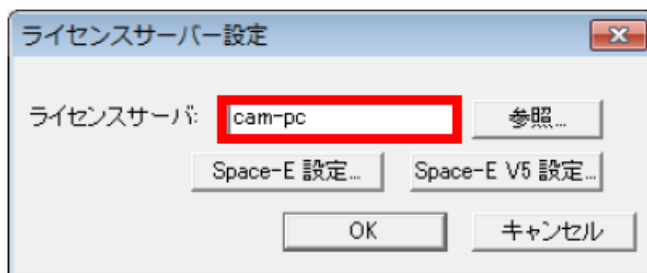 ライセンスサーバー設定
ライセンスサーバ: cam-pc 参照...
Space-E 設定... Space-E V5 設定...
OK キャンセル